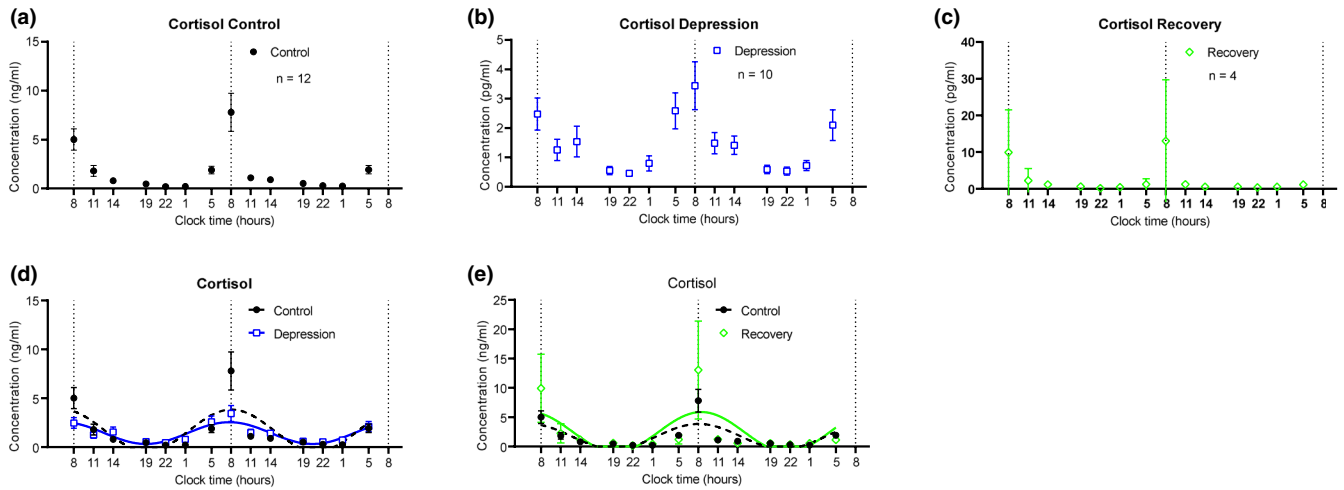 (a)
Cortisol Control
Concentration (ng/ml)
15
10
5
0
Control
n = 12
8 11 14 19 22 1 5 8 11 14 19 22 1 5 8
Clock time (hours)
(b)
Cortisol Depression
Concentration (pg/ml)
5
4
3
2
1
0
Depression
n = 10
8 11 14 19 22 1 5 8 11 14 19 22 1 5 8
Clock time (hours)
(c)
Cortisol Recovery
Concentration (pg/ml)
40
30
20
10
0
Recovery
n = 4
8 11 14 19 22 1 5 8 11 14 19 22 1 5 8
Clock time (hours)
(d)
Cortisol
Concentration (ng/ml)
15
10
5
0
Control
Depression
8 11 14 19 22 1 5 8 11 14 19 22 1 5 8
Clock time (hours)
(e)
Cortisol
Concentration (ng/ml)
25
20
15
10
5
0
Control
Recovery
8 11 14 19 22 1 5 8 11 14 19 22 1 5 8
Clock time (hours)